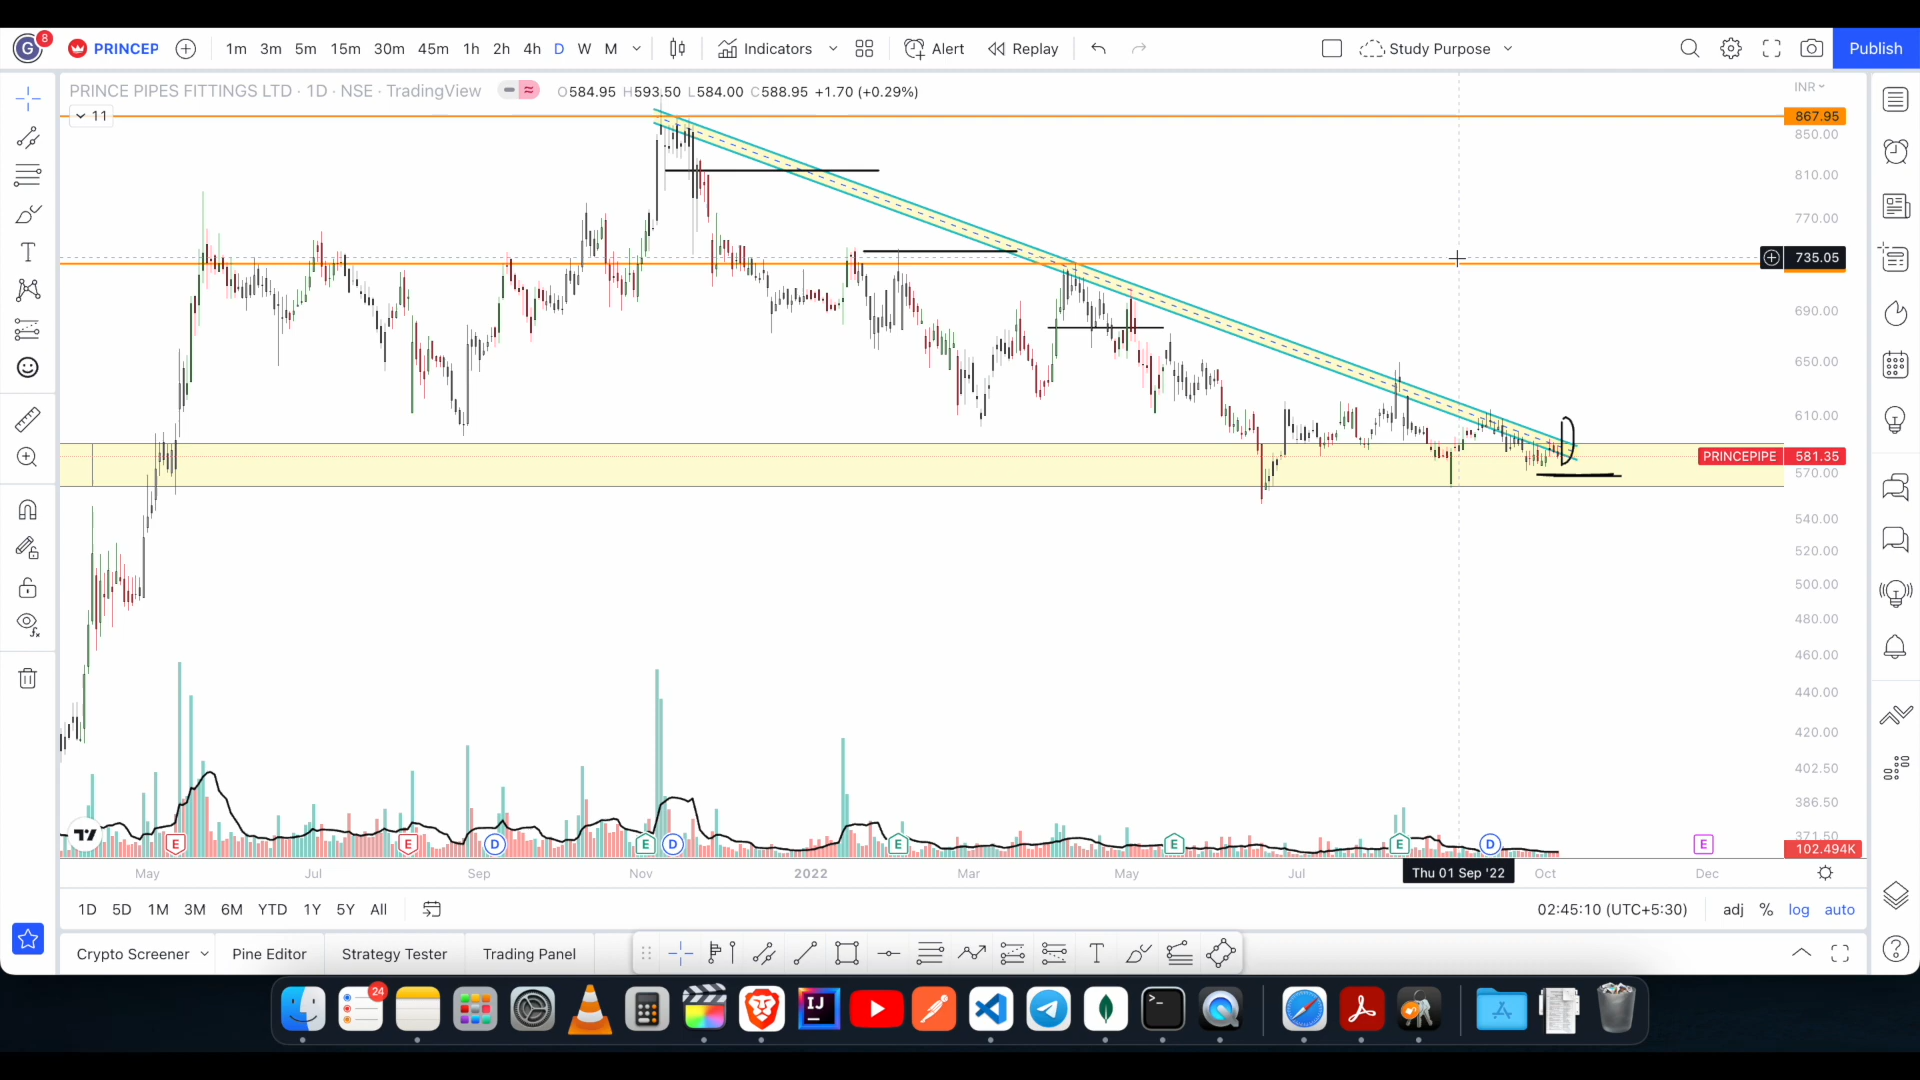 G 8 PRINCEP 1m 3m 5m 15m 30m 45m 1h 2h 4h D W M Indicators Alert Replay Study Purpose Publish
PRINCE PIPES FITTINGS LTD · 1D · NSE · TradingView O584.95 H593.50 L584.00 C588.95 +1.70 (+0.29%) INR
11
867.95
850.00
810.00
770.00
735.05
690.00
650.00
610.00
PRINCEPIPE 581.35
570.00
540.00
520.00
500.00
480.00
460.00
440.00
420.00
402.50
386.50
371.50
E E D E D E E E D E 102.494K
May Jul Sep Nov 2022 Mar May Jul Thu 01 Sep '22 Oct Dec
1D 5D 1M 3M 6M YTD 1Y 5Y All 02:45:10 (UTC+5:30) adj % log auto
Crypto Screener Pine Editor Strategy Tester Trading Panel
24
IJ